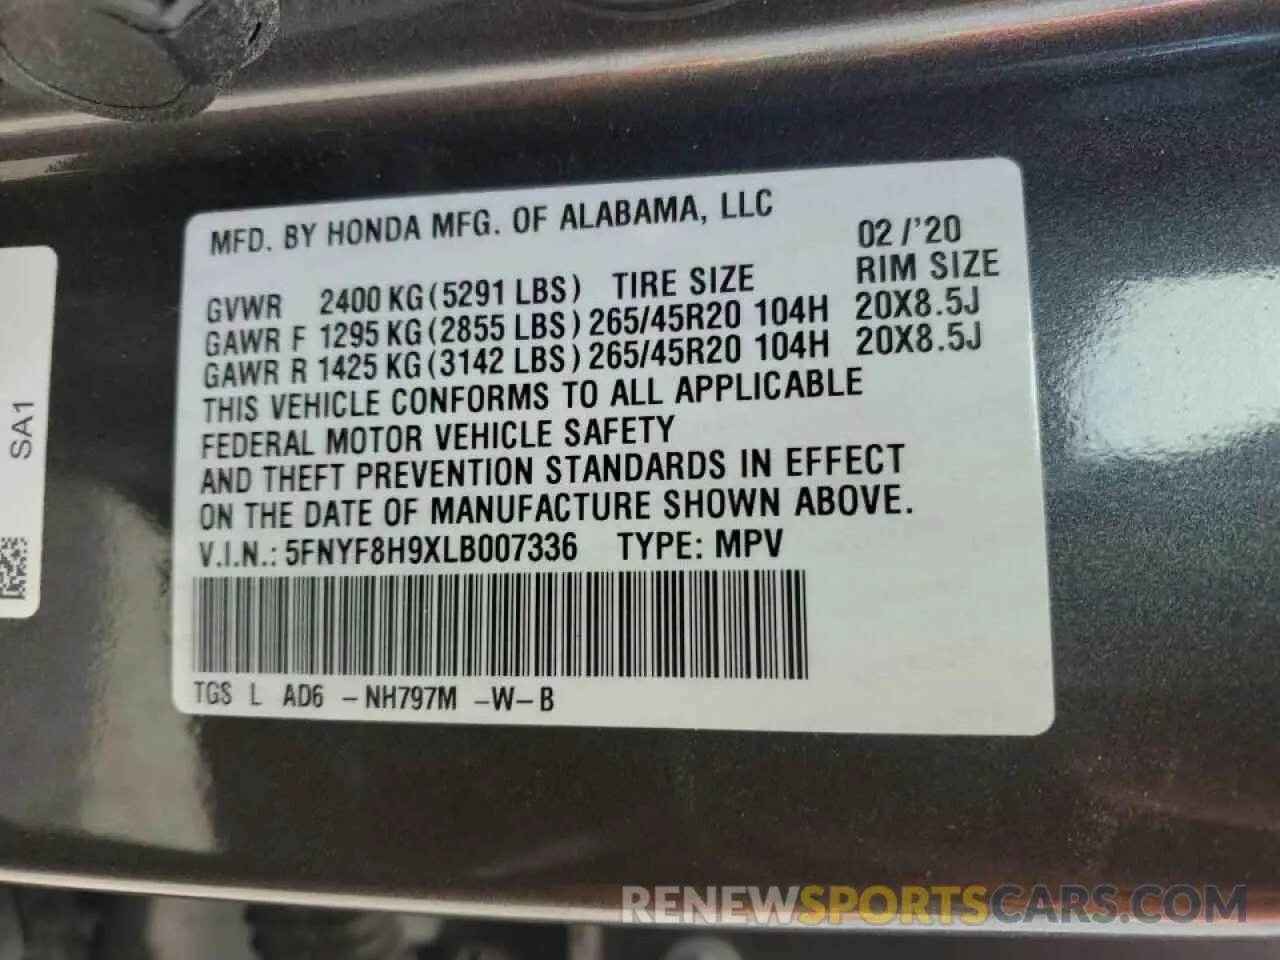 MFD. BY HONDA MFG. OF ALABAMA, LLC
02 /'20
GVWR 2400 KG (5291 LBS) TIRE SIZE RIM SIZE
GAWR F 1295 KG (2855 LBS) 265/45R20 104H 20X8.5J
GAWR R 1425 KG (3142 LBS) 265/45R20 104H 20X8.5J
THIS VEHICLE CONFORMS TO ALL APPLICABLE
FEDERAL MOTOR VEHICLE SAFETY
AND THEFT PREVENTION STANDARDS IN EFFECT
ON THE DATE OF MANUFACTURE SHOWN ABOVE.
V.I.N.: 5FNYF8H9XLB007336 TYPE: MPV
TGS L AD6 – NH797M –W– B
SA1
RENEWSPORTSCARS.COM